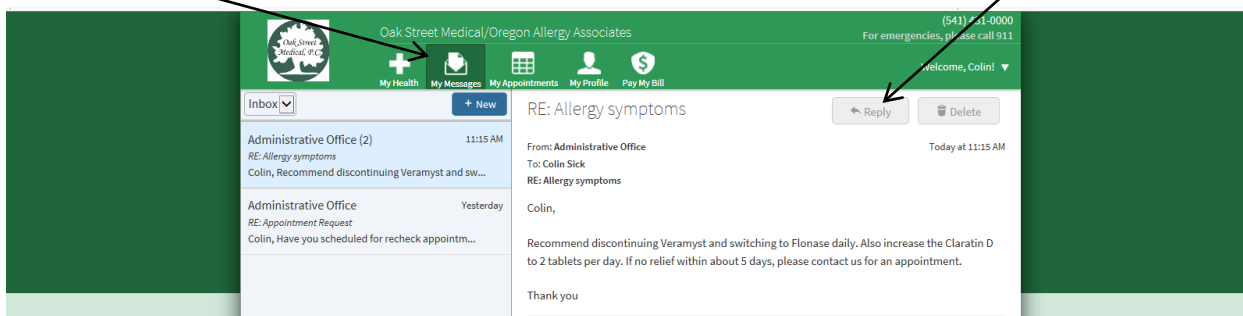 Oak Street
Medical, P.C.
Oak Street Medical/Oregon Allergy Associates
(541) 431-0000
For emergencies, please call 911
My Health My Messages My Appointments My Profile Pay My Bill
Welcome, Colin! ▼
Inbox
+ New
Administrative Office (2) 11:15 AM
RE: Allergy symptoms
Colin, Recommend discontinuing Veramyst and sw...
Administrative Office Yesterday
RE: Appointment Request
Colin, Have you scheduled for recheck appointm...
RE: Allergy symptoms
Reply Delete
From: Administrative Office Today at 11:15 AM
To: Colin Sick
RE: Allergy symptoms
Colin,
Recommend discontinuing Veramyst and switching to Flonase daily. Also increase the Claratin D
to 2 tablets per day. If no relief within about 5 days, please contact us for an appointment.
Thank you